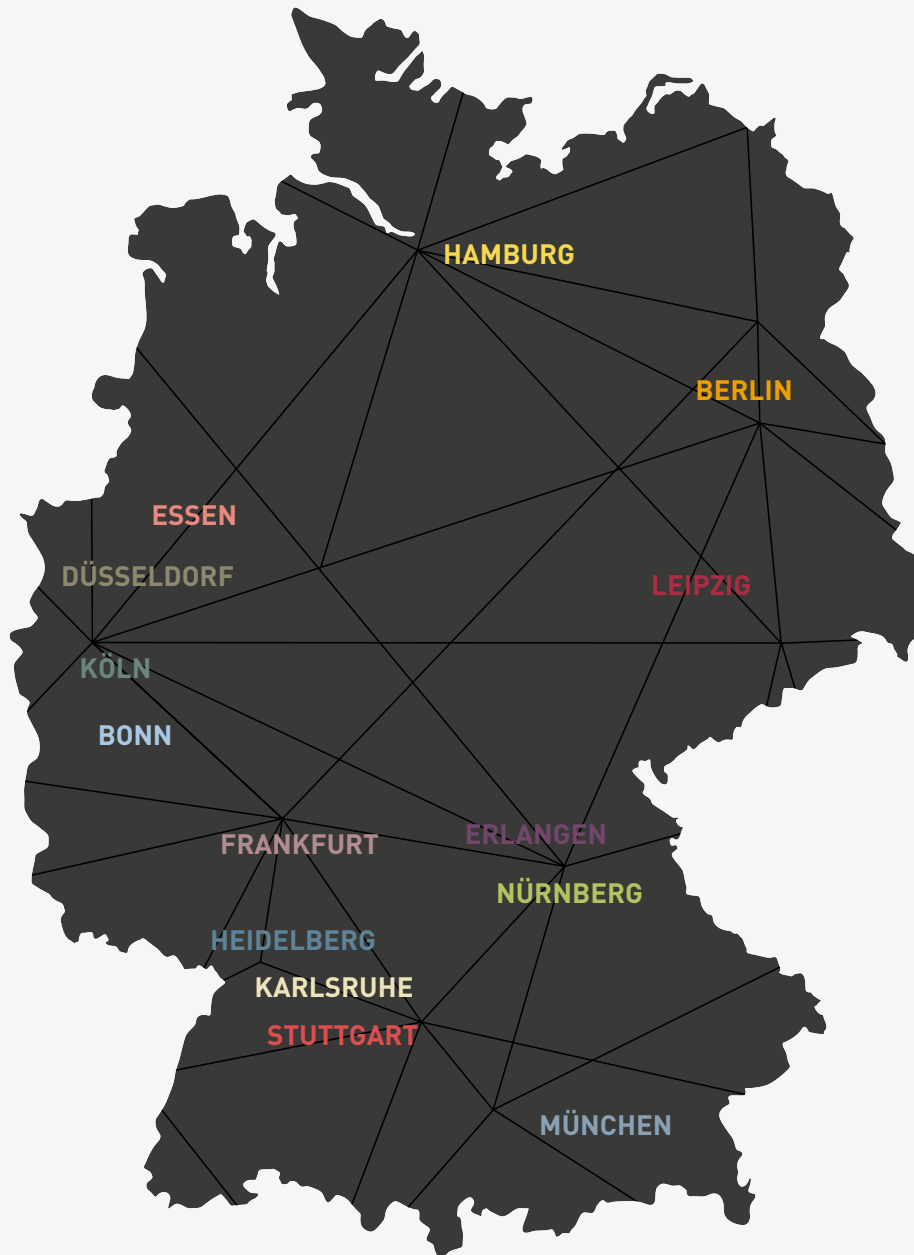 HAMBURG
BERLIN
ESSEN
DÜSSELDORF
LEIPZIG
KÖLN
BONN
ERLANGEN
FRANKFURT
NÜRNBERG
HEIDELBERG
KARLSRUHE
STUTTGART
MÜNCHEN